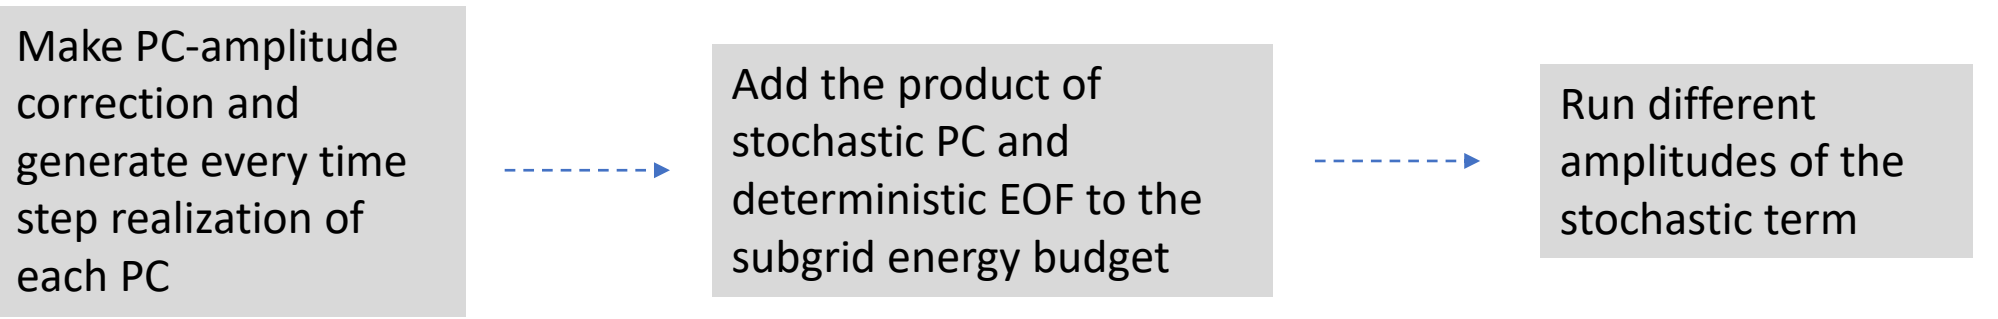 Make PC-amplitude
correction and
generate every time
step realization of
each PC
Add the product of
stochastic PC and
deterministic EOF to the
subgrid energy budget
Run different
amplitudes of the
stochastic term